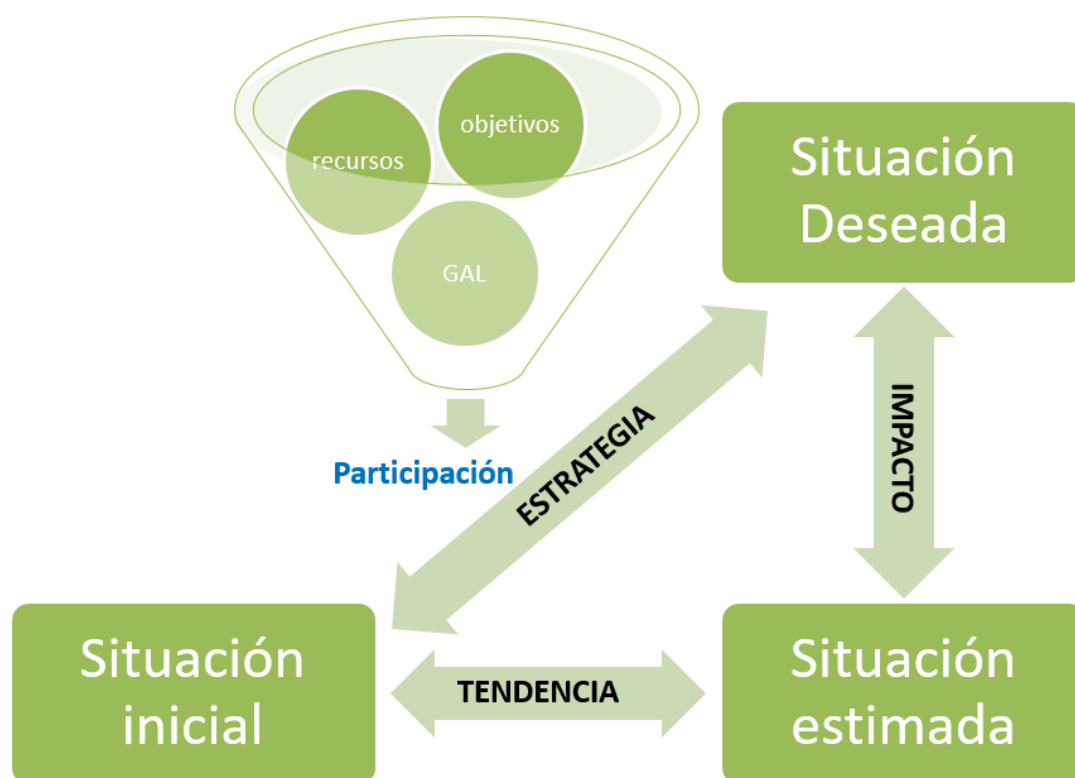 objetivos
recursos
GAL
Participación
Situación
Deseada
ESTRATEGIA
IMPACTO
Situación
inicial
TENDENCIA
Situación
estimada